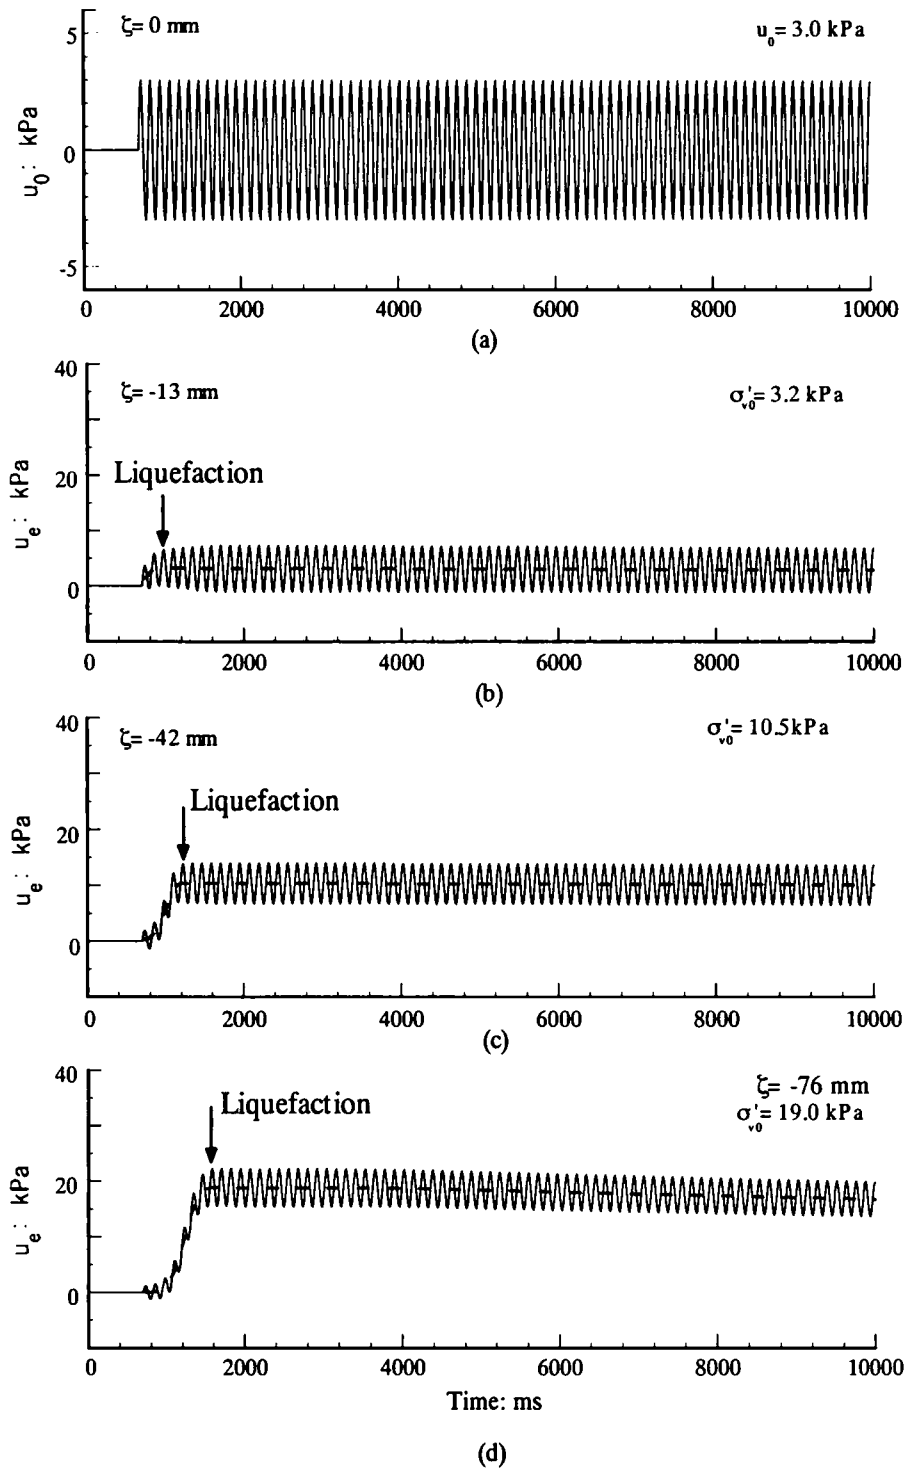 ζ= 0 mm
u₀= 3.0 kPa
5
0
-5
u₀: kPa
0 2000 4000 6000 8000 10000
(a)
40
ζ= -13 mm
σᵥ₀'= 3.2 kPa
20
Liquefaction
0
uₑ: kPa
0 2000 4000 6000 8000 10000
(b)
40
ζ= -42 mm
σᵥ₀'= 10.5kPa
Liquefaction
20
0
uₑ: kPa
0 2000 4000 6000 8000 10000
(c)
40
ζ= -76 mm
σᵥ₀'= 19.0 kPa
Liquefaction
20
0
uₑ: kPa
0 2000 4000 6000 8000 10000
Time: ms
(d)